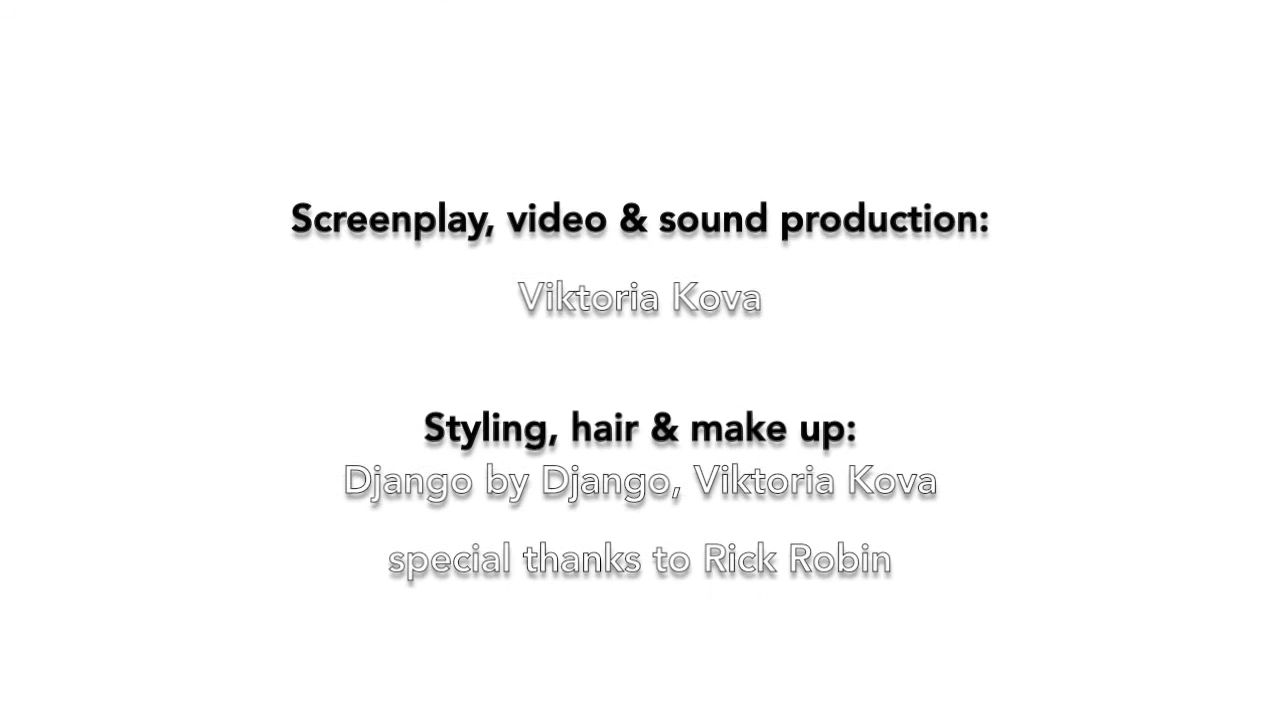 Screenplay, video & sound production:
Viktoria Kova
Styling, hair & make up:
Django by Django, Viktoria Kova
special thanks to Rick Robin